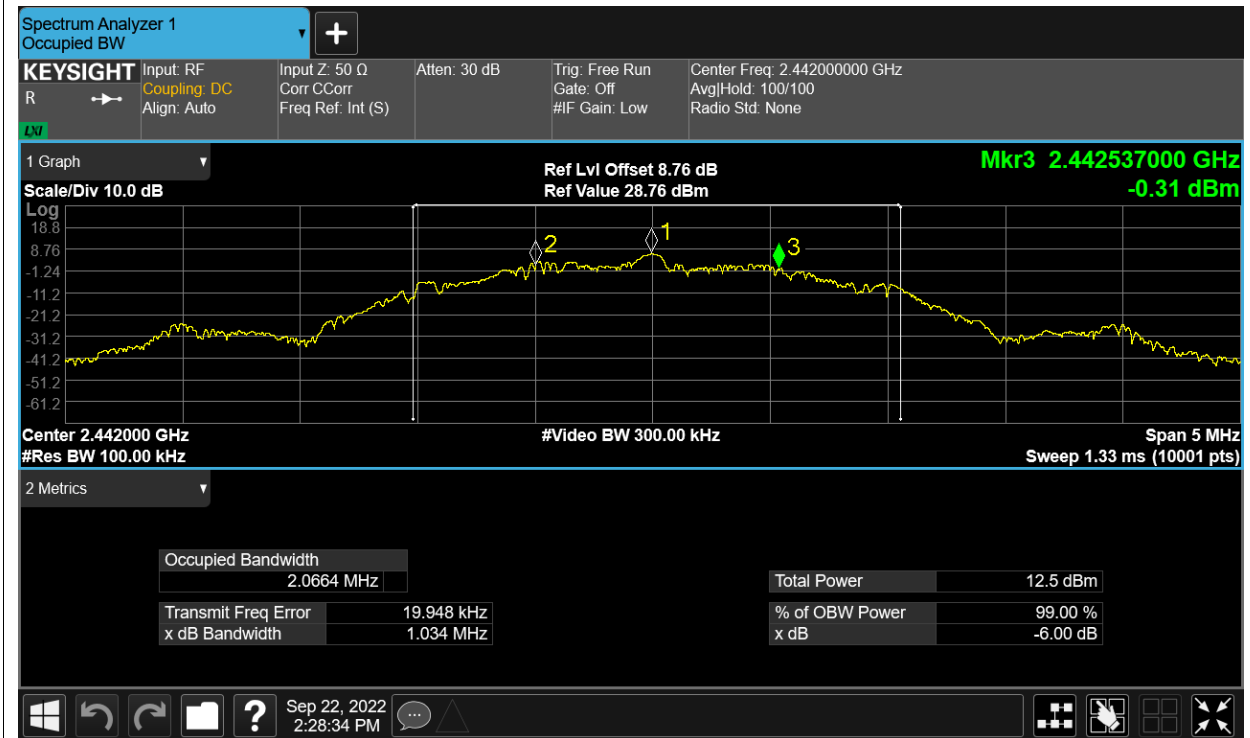 Spectrum Analyzer 1
Occupied BW
▼
+
KEYSIGHT
R
LXI
Input: RF
Coupling: DC
Align: Auto
Input Z: 50 Ω
Corr CCorr
Freq Ref: Int (S)
Atten: 30 dB
Trig: Free Run
Gate: Off
#IF Gain: Low
Center Freq: 2.442000000 GHz
Avg|Hold: 100/100
Radio Std: None
1 Graph ▼
Scale/Div 10.0 dB
Ref Lvl Offset 8.76 dB
Ref Value 28.76 dBm
Mkr3 2.442537000 GHz
-0.31 dBm
Log
18.8
8.76
-1.24
-11.2
-21.2
-31.2
-41.2
-51.2
-61.2
2
1
3
Center 2.442000 GHz
#Res BW 100.00 kHz
#Video BW 300.00 kHz
Span 5 MHz
Sweep 1.33 ms (10001 pts)
2 Metrics ▼
Occupied Bandwidth
2.0664 MHz
Transmit Freq Error 19.948 kHz
x dB Bandwidth 1.034 MHz
Total Power 12.5 dBm
% of OBW Power 99.00 %
x dB -6.00 dB
?
Sep 22, 2022
2:28:34 PM